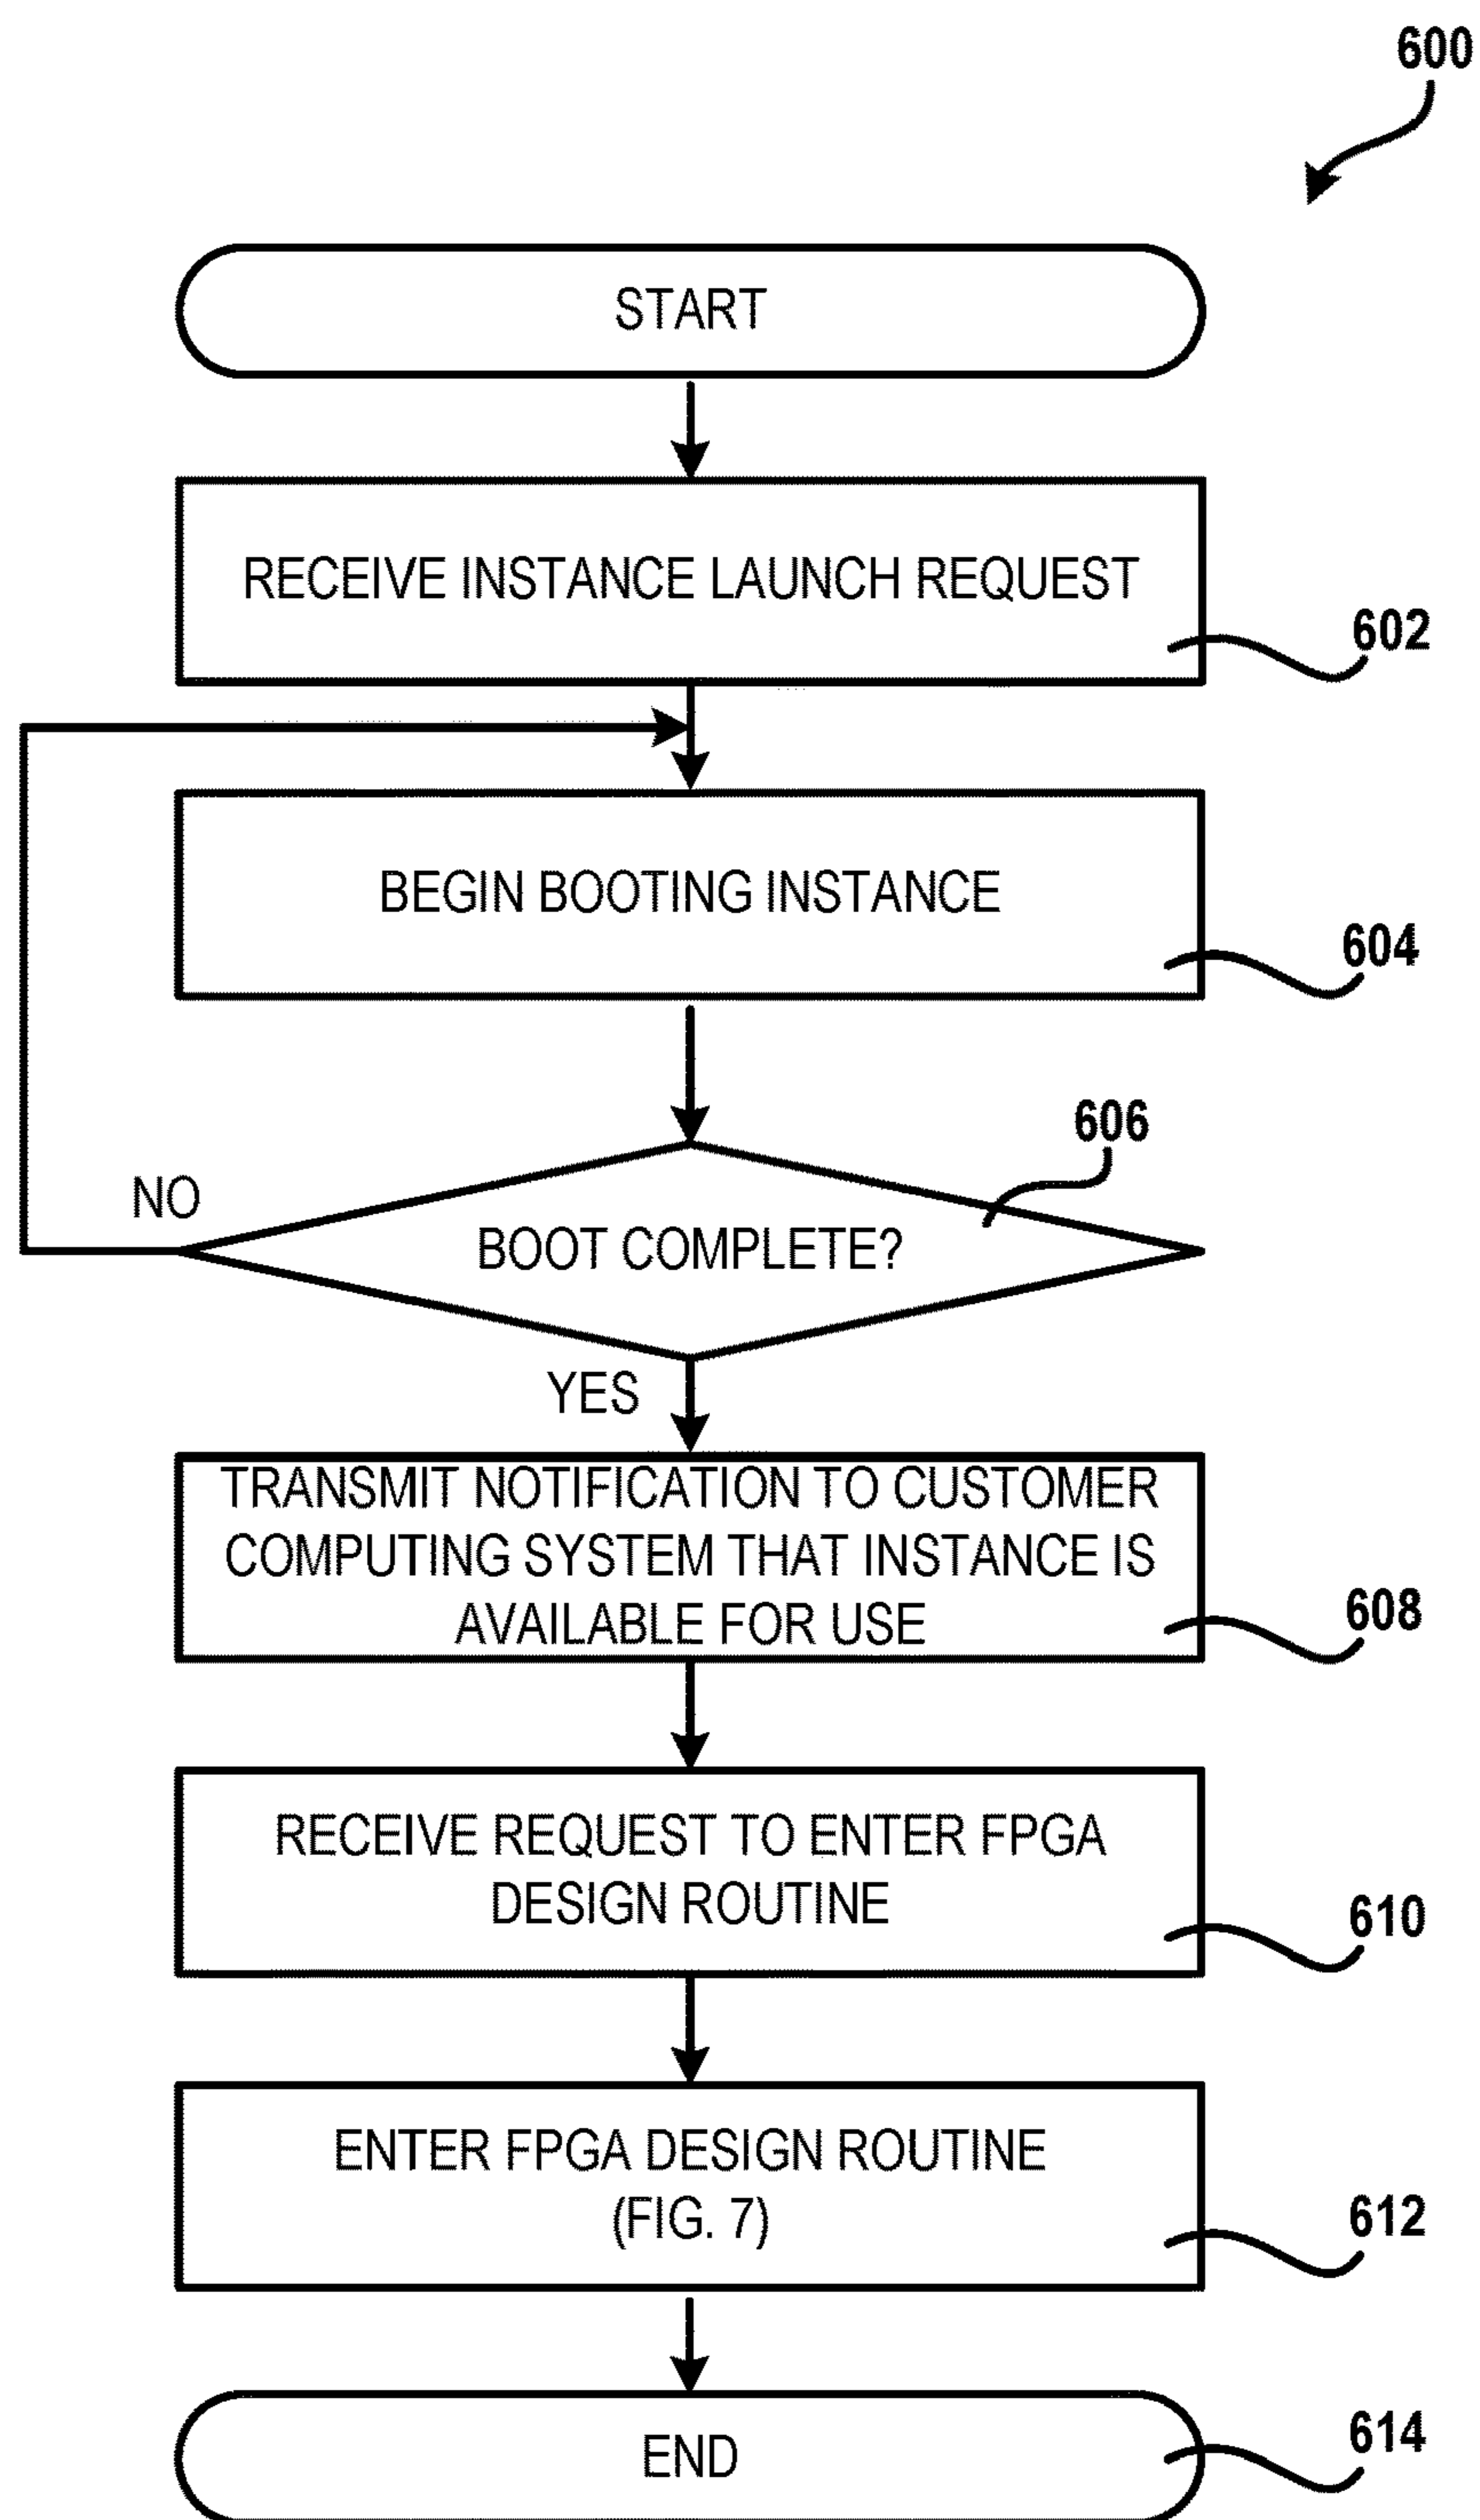 600
START
RECEIVE INSTANCE LAUNCH REQUEST
602
BEGIN BOOTING INSTANCE
604
606
NO
BOOT COMPLETE?
YES
TRANSMIT NOTIFICATION TO CUSTOMER
COMPUTING SYSTEM THAT INSTANCE IS
AVAILABLE FOR USE
608
RECEIVE REQUEST TO ENTER FPGA
DESIGN ROUTINE
610
ENTER FPGA DESIGN ROUTINE
(FIG. 7)
612
END
614